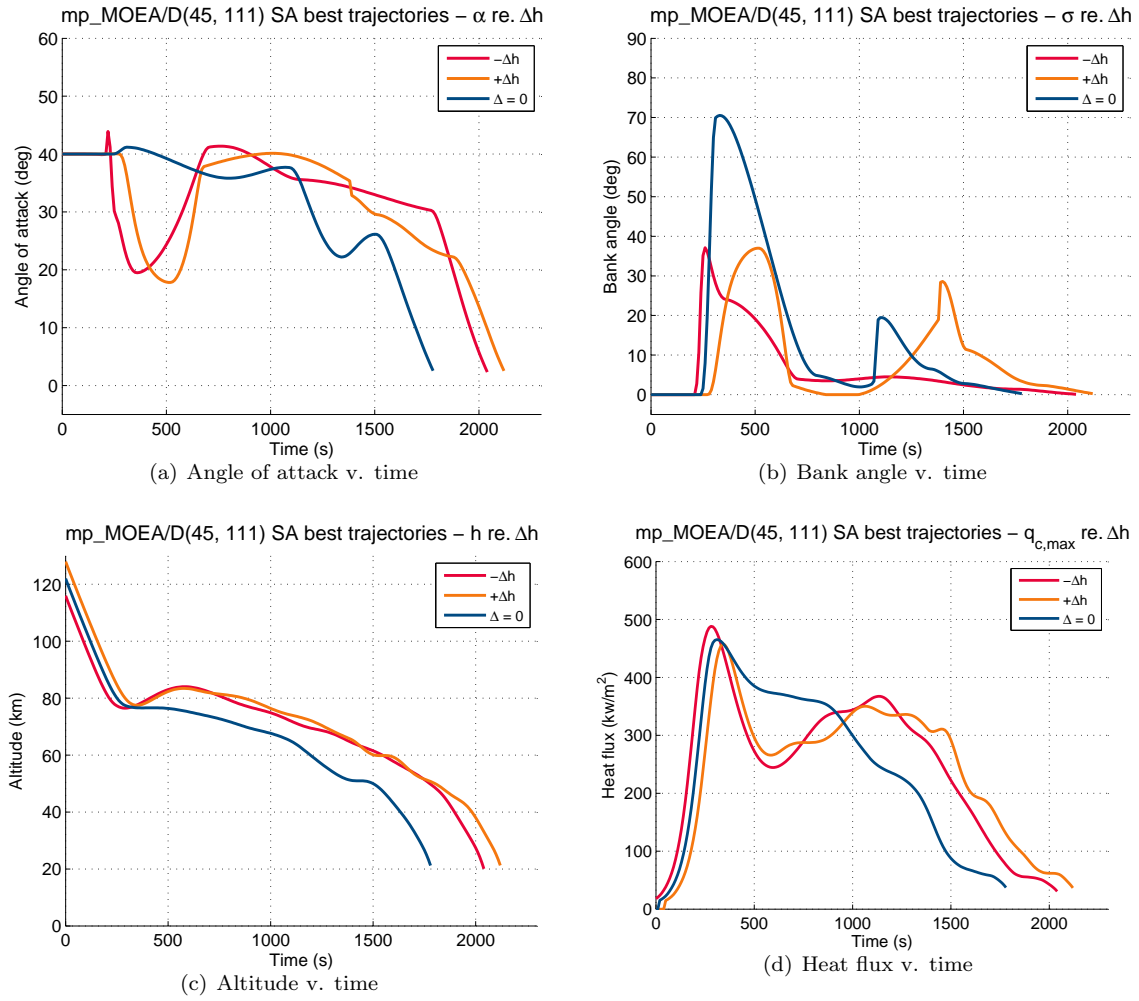 mp_MOEA/D(45, 111) SA best trajectories – α re. Δh
60
50
40
30
20
10
0
Angle of attack (deg)
−Δh
+Δh
Δ = 0
0 500 1000 1500 2000
Time (s)
(a) Angle of attack v. time
mp_MOEA/D(45, 111) SA best trajectories – σ re. Δh
90
80
70
60
50
40
30
20
10
0
Bank angle (deg)
−Δh
+Δh
Δ = 0
0 500 1000 1500 2000
Time (s)
(b) Bank angle v. time
mp_MOEA/D(45, 111) SA best trajectories – h re. Δh
120
100
80
60
40
20
0
Altitude (km)
−Δh
+Δh
Δ = 0
0 500 1000 1500 2000
Time (s)
(c) Altitude v. time
mp_MOEA/D(45, 111) SA best trajectories – q_c,max re. Δh
600
500
400
300
200
100
0
Heat flux (kw/m²)
−Δh
+Δh
Δ = 0
0 500 1000 1500 2000
Time (s)
(d) Heat flux v. time